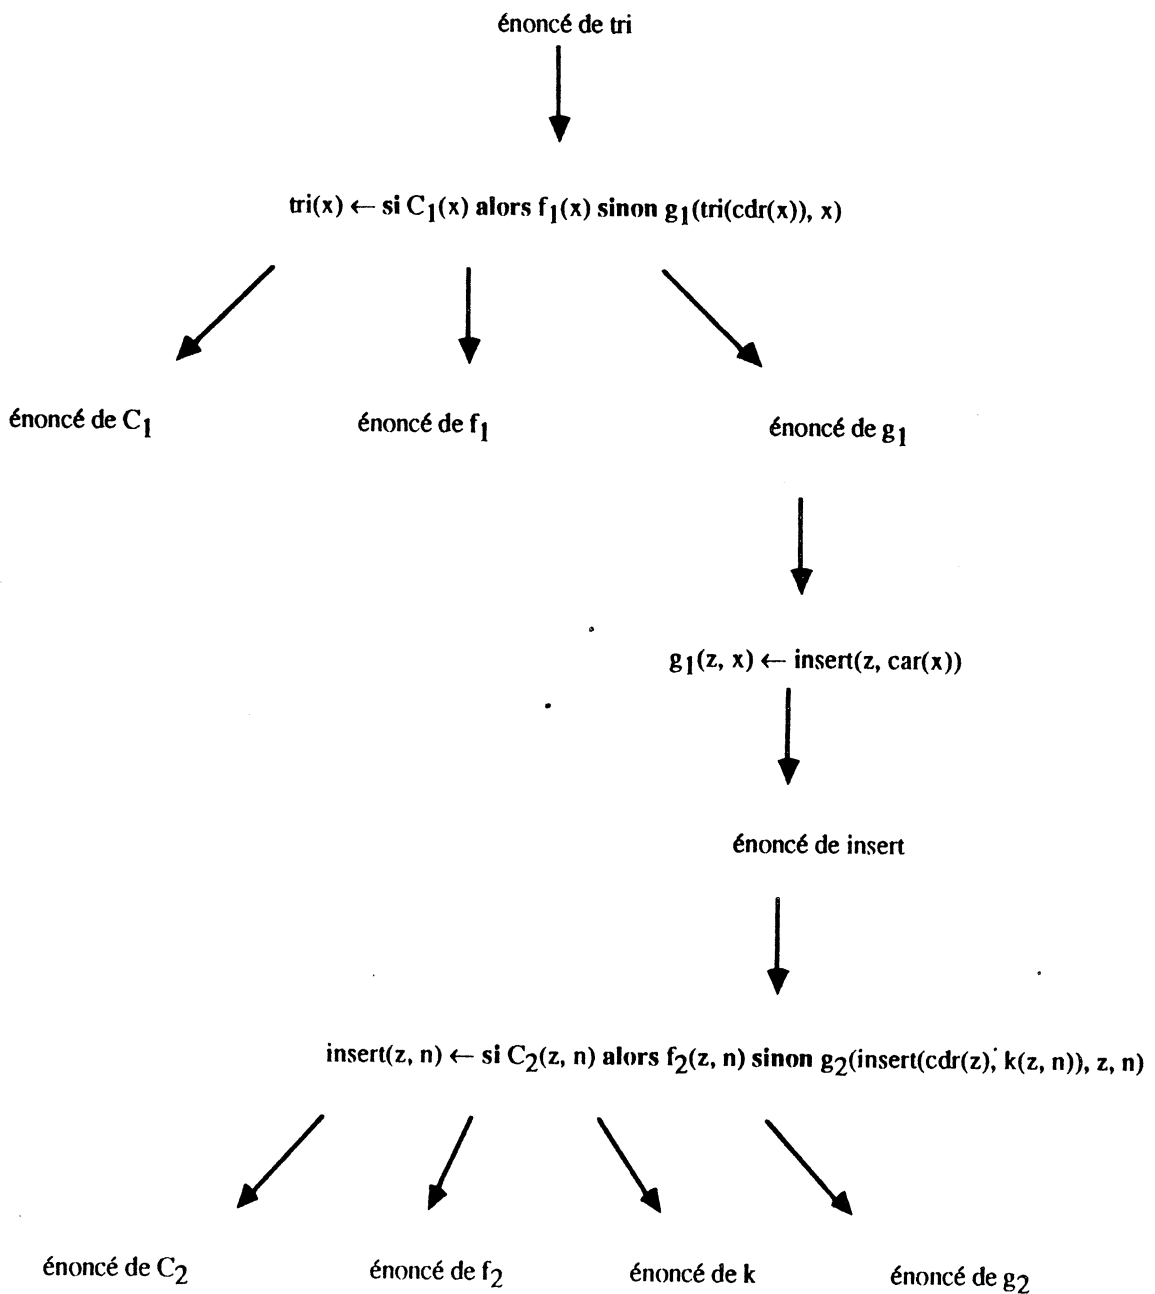 énoncé de tri
tri(x) ← si C₁(x) alors f₁(x) sinon g₁(tri(cdr(x)), x)
énoncé de C₁
énoncé de f₁
énoncé de g₁
g₁(z, x) ← insert(z, car(x))
énoncé de insert
insert(z, n) ← si C₂(z, n) alors f₂(z, n) sinon g₂(insert(cdr(z), k(z, n)), z, n)
énoncé de C₂
énoncé de f₂
énoncé de k
énoncé de g₂